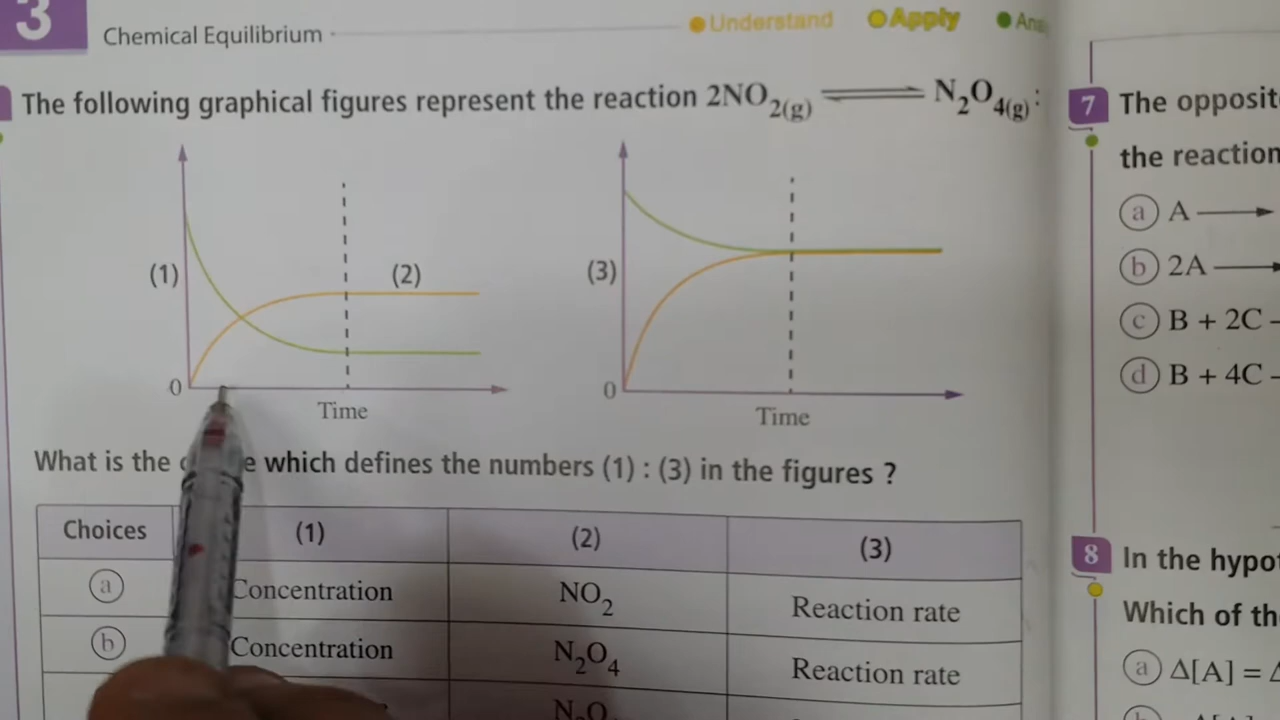 3
Chemical Equilibrium
Understand
Apply
The following graphical figures represent the reaction 2NO2(g) ⇌ N2O4(g) :
(1)
(2)
0
Time
(3)
0
Time
What is the which defines the numbers (1) : (3) in the figures ?
Choices (1) (2) (3)
a Concentration NO2 Reaction rate
b Concentration N2O4 Reaction rate
7 The
the reaction
a A ⟶
b 2A ⟶
c B + 2C
d B + 4C
8 In the
Which of
a Δ[A] =